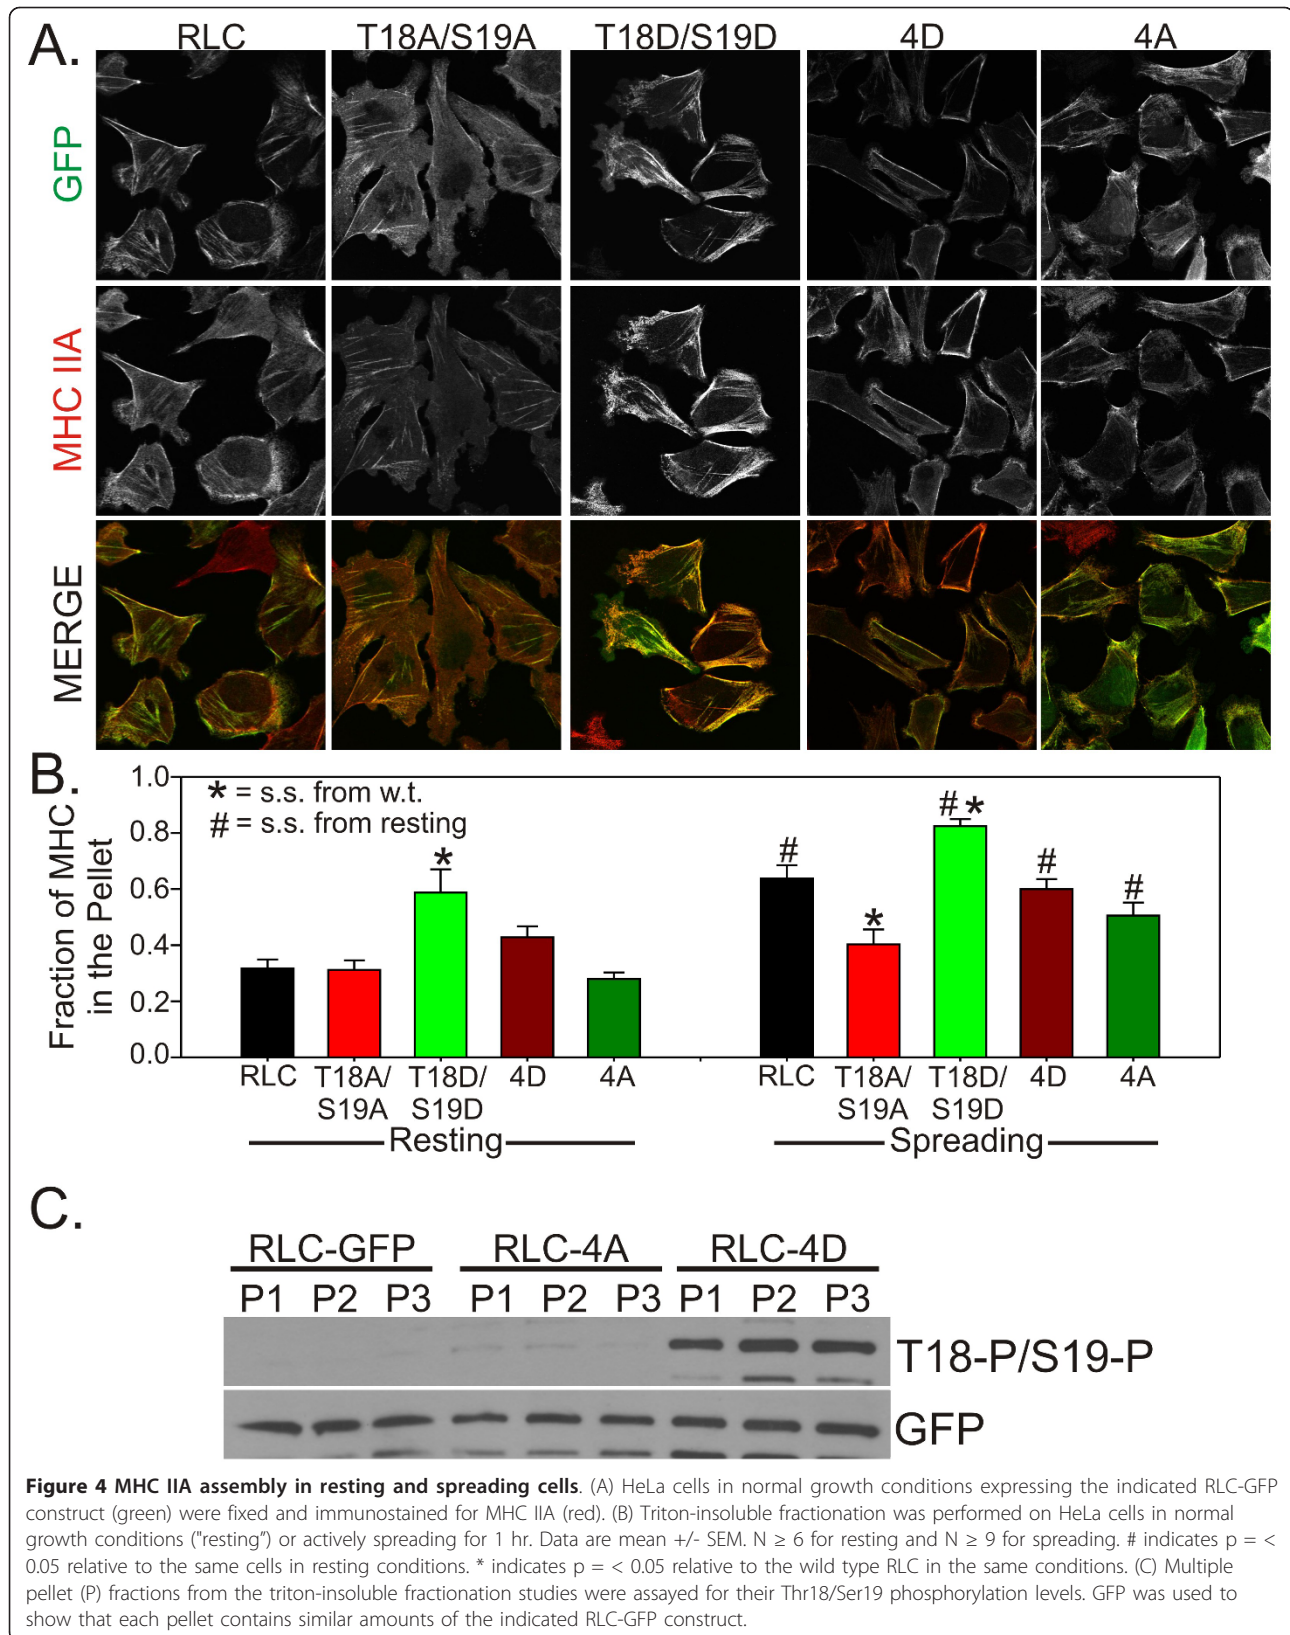 A.
RLC T18A/S19A T18D/S19D 4D 4A
GFP
MHC IIA
MERGE
B.
* = s.s. from w.t.
# = s.s. from resting
Fraction of MHC
in the Pellet
1.0
0.8
0.6
0.4
0.2
0.0
*
#
*
# *
#
#
RLC T18A/ T18D/ 4D 4A RLC T18A/ T18D/ 4D 4A
S19A S19D S19A S19D
Resting Spreading
C.
RLC-GFP RLC-4A RLC-4D
P1 P2 P3 P1 P2 P3 P1 P2 P3
T18-P/S19-P
GFP
Figure 4 MHC IIA assembly in resting and spreading cells. (A) HeLa cells in normal growth conditions expressing the indicated RLC-GFP
construct (green) were fixed and immunostained for MHC IIA (red). (B) Triton-insoluble fractionation was performed on HeLa cells in normal
growth conditions ("resting”) or actively spreading for 1 hr. Data are mean +/- SEM. N ≥ 6 for resting and N ≥ 9 for spreading. # indicates p = <
0.05 relative to the same cells in resting conditions. * indicates p = < 0.05 relative to the wild type RLC in the same conditions. (C) Multiple
pellet (P) fractions from the triton-insoluble fractionation studies were assayed for their Thr18/Ser19 phosphorylation levels. GFP was used to
show that each pellet contains similar amounts of the indicated RLC-GFP construct.